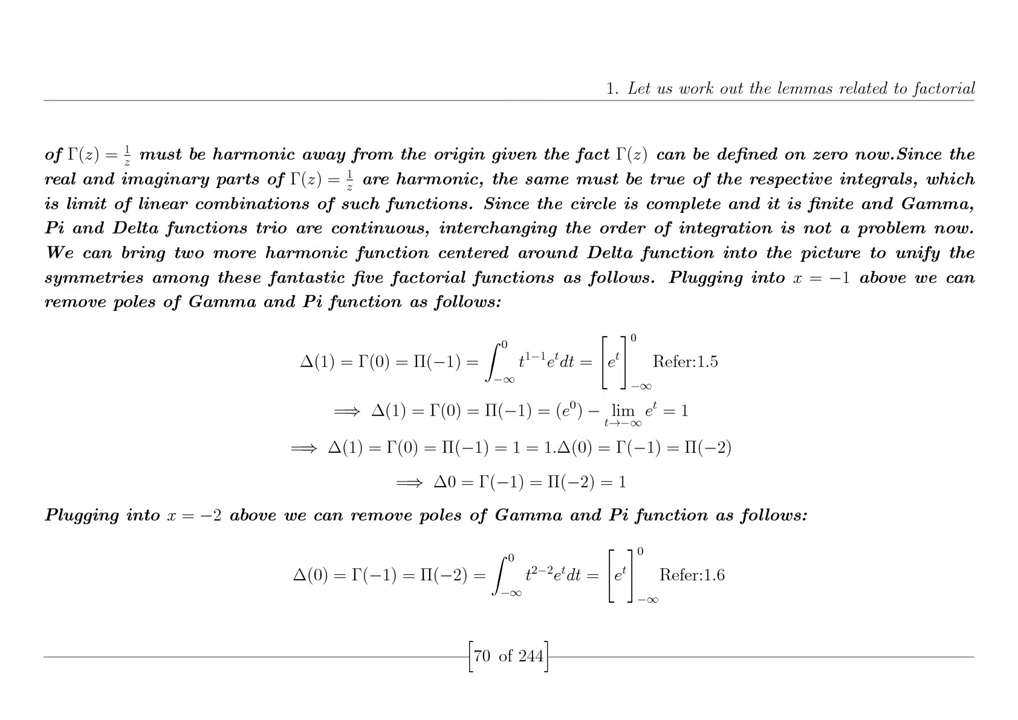 1. Let us work out the lemmas related to factorial
of Γ(z) = 1/z must be harmonic away from the origin given the fact Γ(z) can be defined on zero now.Since the
real and imaginary parts of Γ(z) = 1/z are harmonic, the same must be true of the respective integrals, which
is limit of linear combinations of such functions. Since the circle is complete and it is finite and Gamma,
Pi and Delta functions trio are continuous, interchanging the order of integration is not a problem now.
We can bring two more harmonic function centered around Delta function into the picture to unify the
symmetries among these fantastic five factorial functions as follows. Plugging into x = −1 above we can
remove poles of Gamma and Pi function as follows:
Δ(1) = Γ(0) = Π(−1) = ∫_{−∞}^{0} t^{1−1}e^{t}dt = [e^{t}]_{−∞}^{0} Refer:1.5
⟹ Δ(1) = Γ(0) = Π(−1) = (e^{0}) − lim_{t→−∞} e^{t} = 1
⟹ Δ(1) = Γ(0) = Π(−1) = 1 = 1.Δ(0) = Γ(−1) = Π(−2)
⟹ Δ0 = Γ(−1) = Π(−2) = 1
Plugging into x = −2 above we can remove poles of Gamma and Pi function as follows:
Δ(0) = Γ(−1) = Π(−2) = ∫_{−∞}^{0} t^{2−2}e^{t}dt = [e^{t}]_{−∞}^{0} Refer:1.6
[70 of 244]